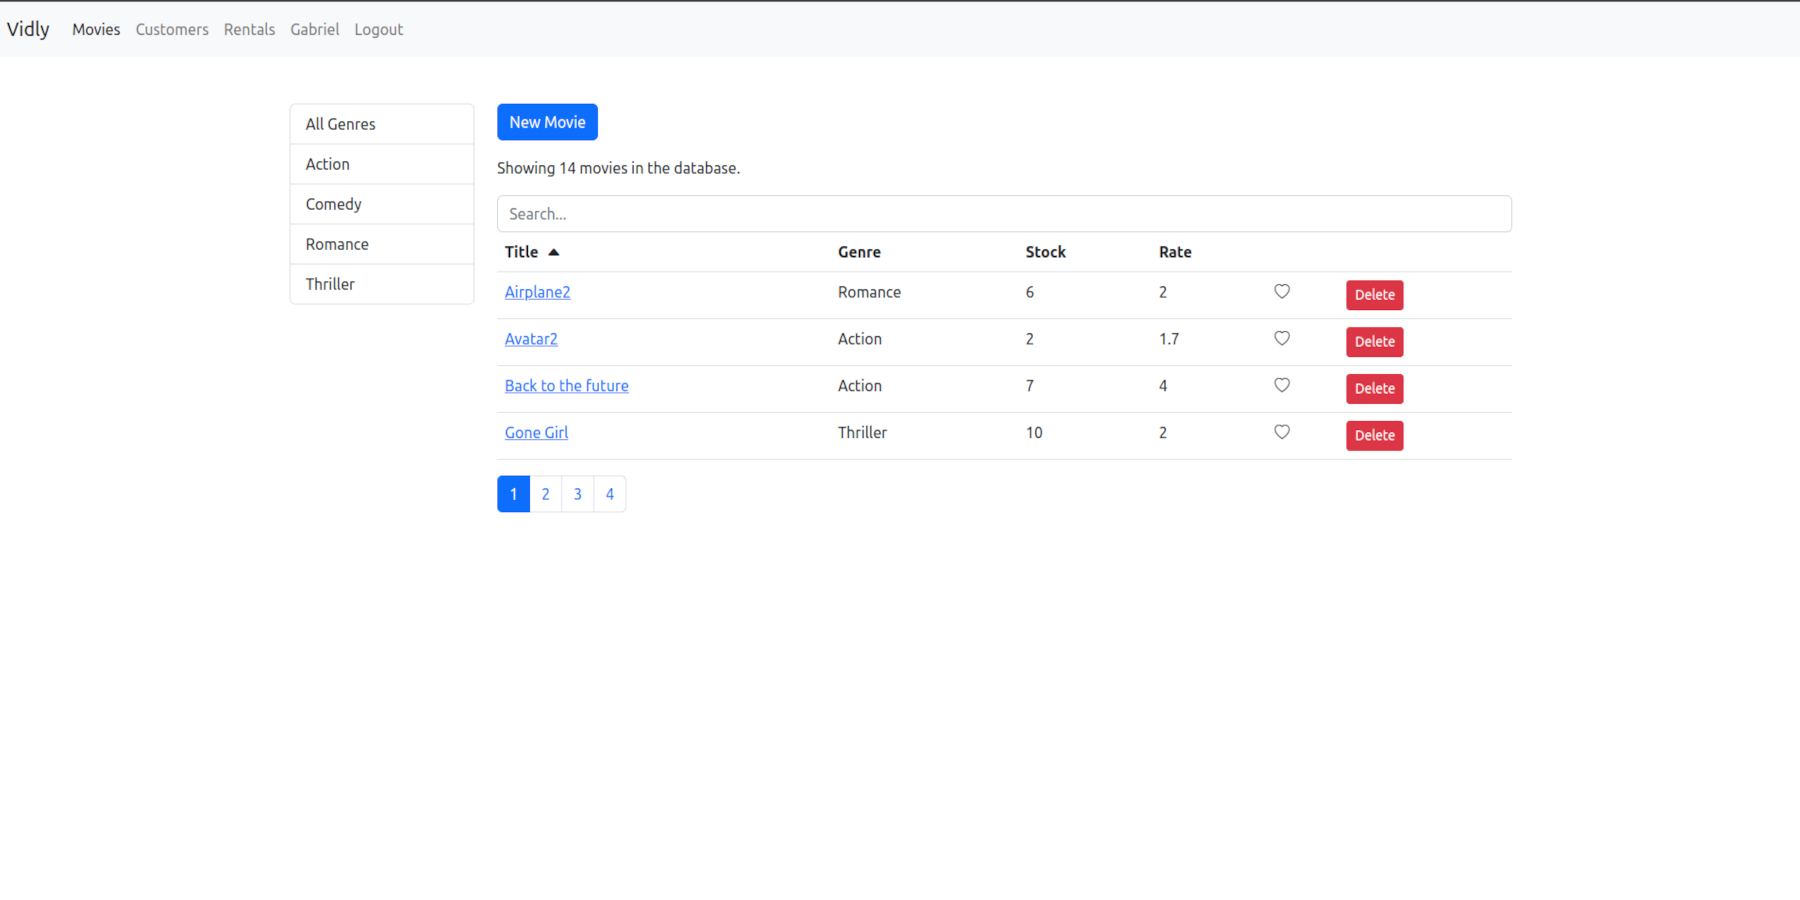 Vidly Movies Customers Rentals Gabriel Logout
All Genres
Action
Comedy
Romance
Thriller
New Movie
Showing 14 movies in the database.
Search...
Title Genre Stock Rate
Airplane2 Romance 6 2 Delete
Avatar2 Action 2 1.7 Delete
Back to the future Action 7 4 Delete
Gone Girl Thriller 10 2 Delete
1 2 3 4